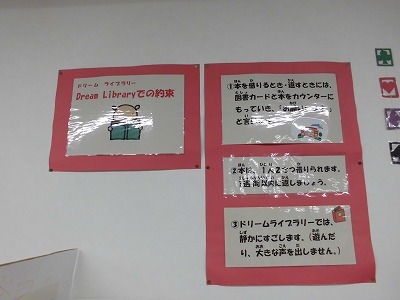 ドリーム ライブラリー
Dream Libraryでの約束
①本を借りるとき・返すときには、
図書カードと本をカウンターに
もっていき、「
と言
②本は、1人2さつ借りられます。
1週間以内に返しましょう。
③ドリームライブラリーでは、
静かにすごします。(遊んだ
り、大きな声を出しません。)